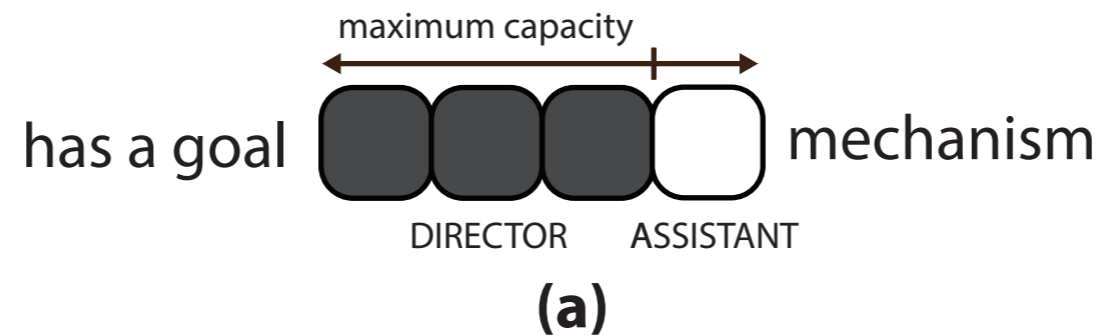 maximum capacity
has a goal mechanism
DIRECTOR ASSISTANT
(a)